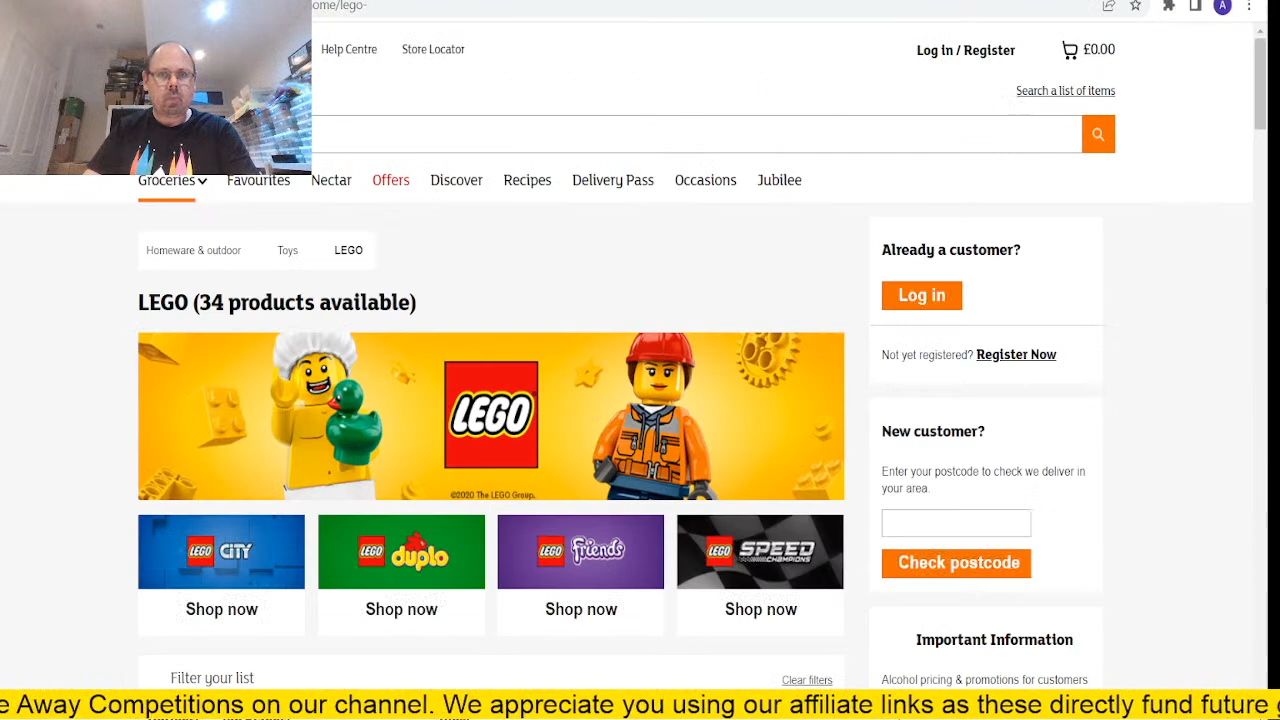 ome/lego-
A
Help Centre Store Locator
Log in / Register £0.00
Search a list of items
Groceries Favourites Nectar Offers Discover Recipes Delivery Pass Occasions Jubilee
Homeware & outdoor Toys LEGO
LEGO (34 products available)
LEGO
©2020 The LEGO Group.
LEGO CITY
LEGO duplo
LEGO friends
LEGO SPEED CHAMPIONS
Shop now Shop now Shop now Shop now
Filter your list Clear filters
Already a customer?
Log in
Not yet registered? Register Now
New customer?
Enter your postcode to check we deliver in
your area.
Check postcode
Important Information
Alcohol pricing & promotions for customers
e Away Competitions on our channel. We appreciate you using our affiliate links as these directly fund future